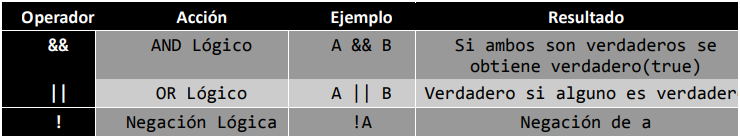 Operador Acción Ejemplo Resultado
&& AND Lógico A && B Si ambos son verdaderos se
obtiene verdadero(true)
|| OR Lógico A || B Verdadero si alguno es verdader
! Negación Lógica !A Negación de a